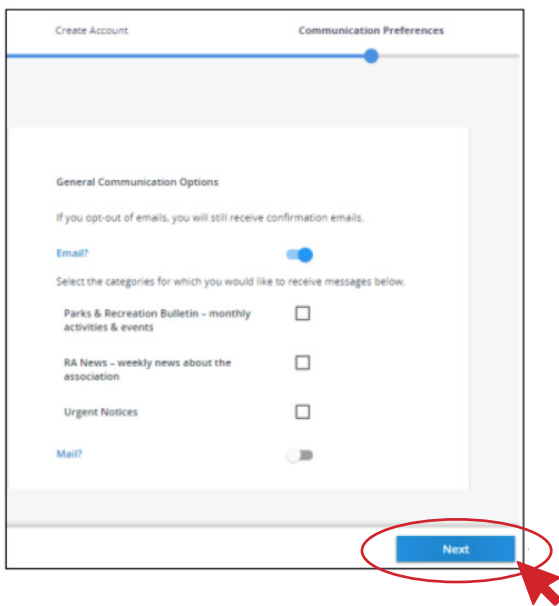 Create Account
Communication Preferences
General Communication Options
If you opt-out of emails, you will still receive confirmation emails.
Email?
Select the categories for which you would like to receive messages below.
Parks & Recreation Bulletin – monthly
activities & events
RA News – weekly news about the
association
Urgent Notices
Mail?
Next